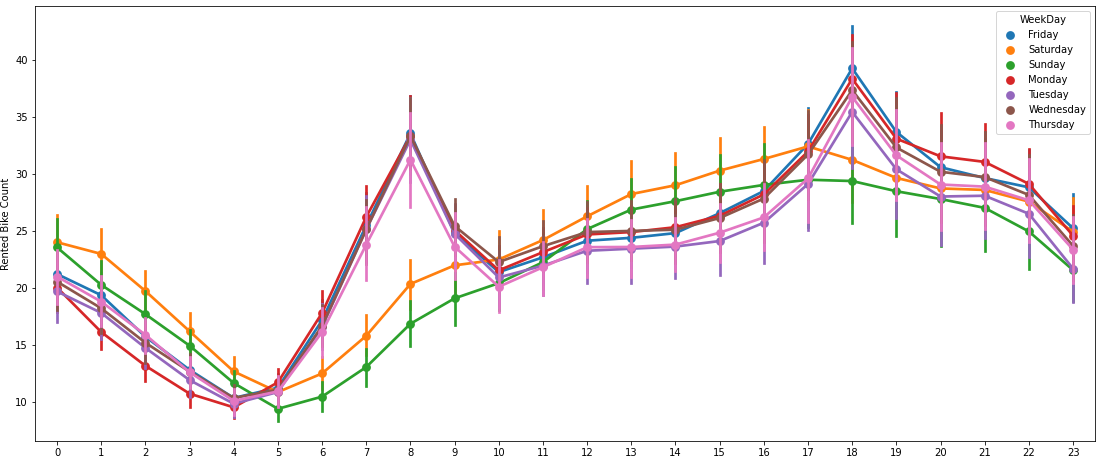 WeekDay
Friday
Saturday
Sunday
Monday
Tuesday
Wednesday
Thursday
Rented Bike Count
40
35
30
25
20
15
10
0 1 2 3 4 5 6 7 8 9 10 11 12 13 14 15 16 17 18 19 20 21 22 23